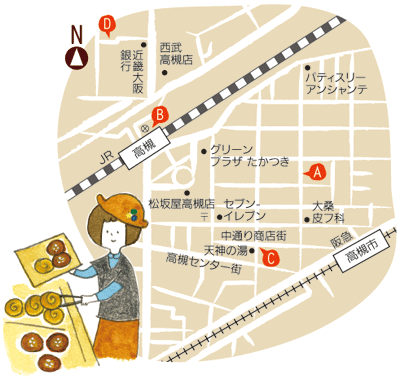 D
N
近畿大阪
銀行
西武
高槻店
パティスリー
アンシャンテ
B
高槻
JR
グリーン
プラザ たかつき
A
松坂屋高槻店
〒
セブン-
イレブン
大桑
皮フ科
中通り商店街
阪急
高槻市
天神の湯
C
高槻センター街